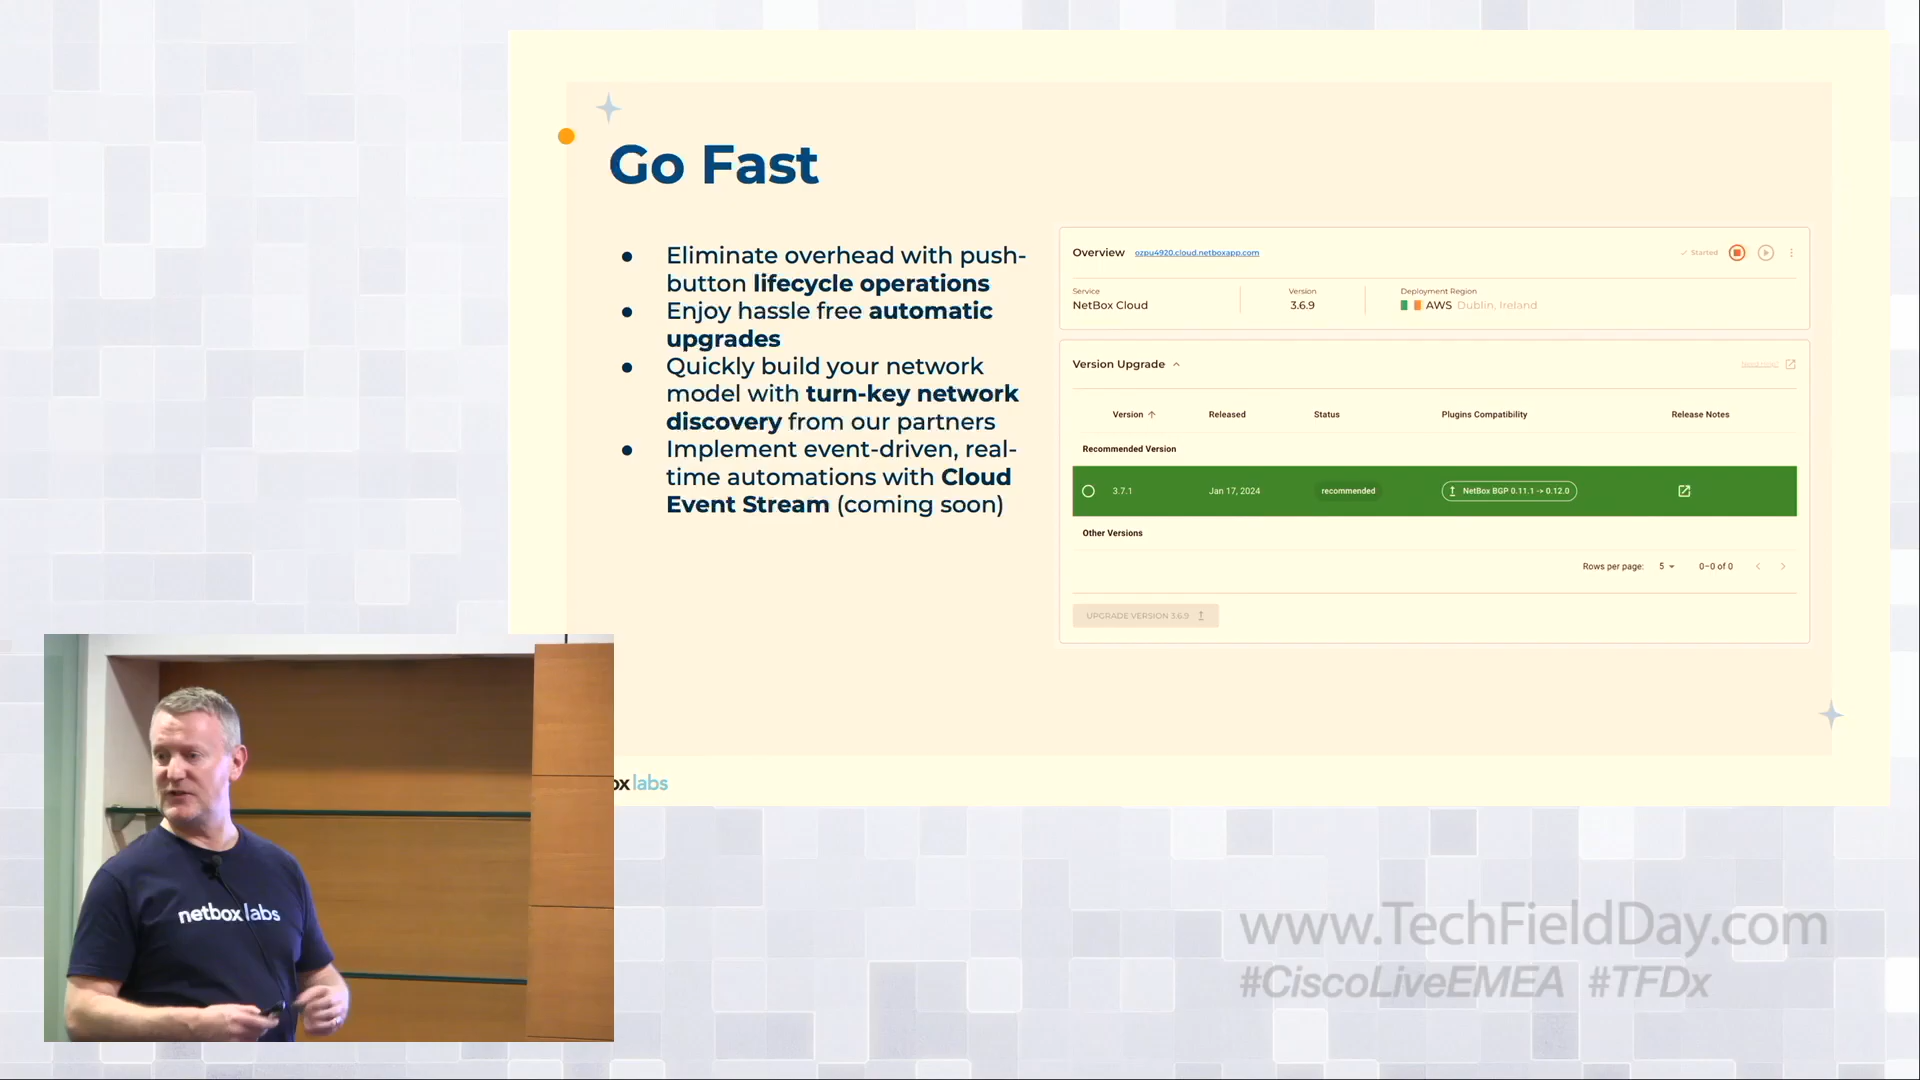 Go Fast
● Eliminate overhead with push-
button lifecycle operations
● Enjoy hassle free automatic
upgrades
● Quickly build your network
model with turn-key network
discovery from our partners
● Implement event-driven, real-
time automations with Cloud
Event Stream (coming soon)
Overview ozpu4920.cloud.netboxapp.com ✓ Started
Service Version Deployment Region
NetBox Cloud 3.6.9 AWS Dublin, Ireland
Version Upgrade
Version ↑ Released Status Plugins Compatibility Release Notes
Recommended Version
3.7.1 Jan 17, 2024 recommended NetBox BGP 0.11.1 -> 0.12.0
Other Versions
Rows per page: 5 0-0 of 0
UPGRADE VERSION 3.6.9
ox labs
netbox labs
www.TechFieldDay.com
#CiscoLiveEMEA #TFDx